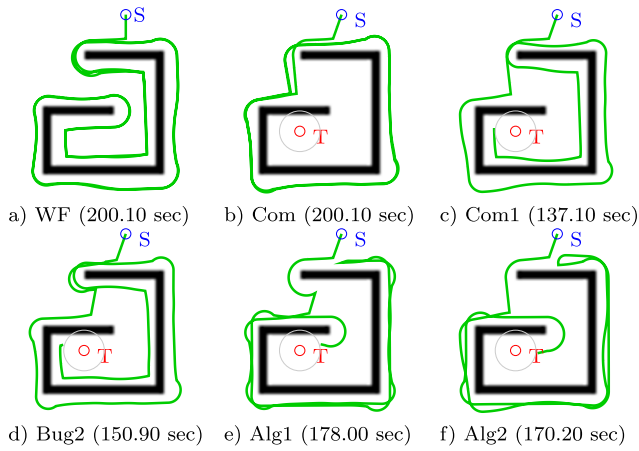 S
S
S
T
T
a) WF (200.10 sec)
b) Com (200.10 sec)
c) Com1 (137.10 sec)
S
S
S
T
T
T
d) Bug2 (150.90 sec)
e) Alg1 (178.00 sec)
f) Alg2 (170.20 sec)